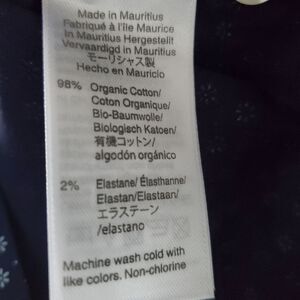 Made in Mauritius
Fabriqué à l'île Maurice
In Mauritius Hergestellt
Vervaardigd in Mauritius
モーリシャス製
Hecho en Mauricio
98% Organic Cotton/
Coton Organique/
Bio-Baumwolle/
Biologisch Katoen/
有機コットン/
algodón orgánico
2% Elastane/ Élasthanne/
Elastan/Elastaan/
エラステーン
/elastano
Machine wash cold with
like colors. Non-chlorine